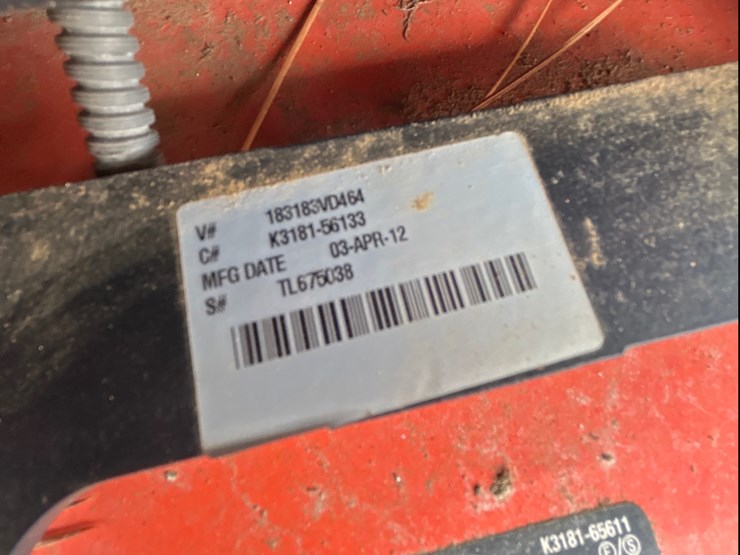 V# 183183VD464
C# K3181-56133
MFG DATE 03-APR-12
S# TL675038
K3181-65611
(E)/(S)